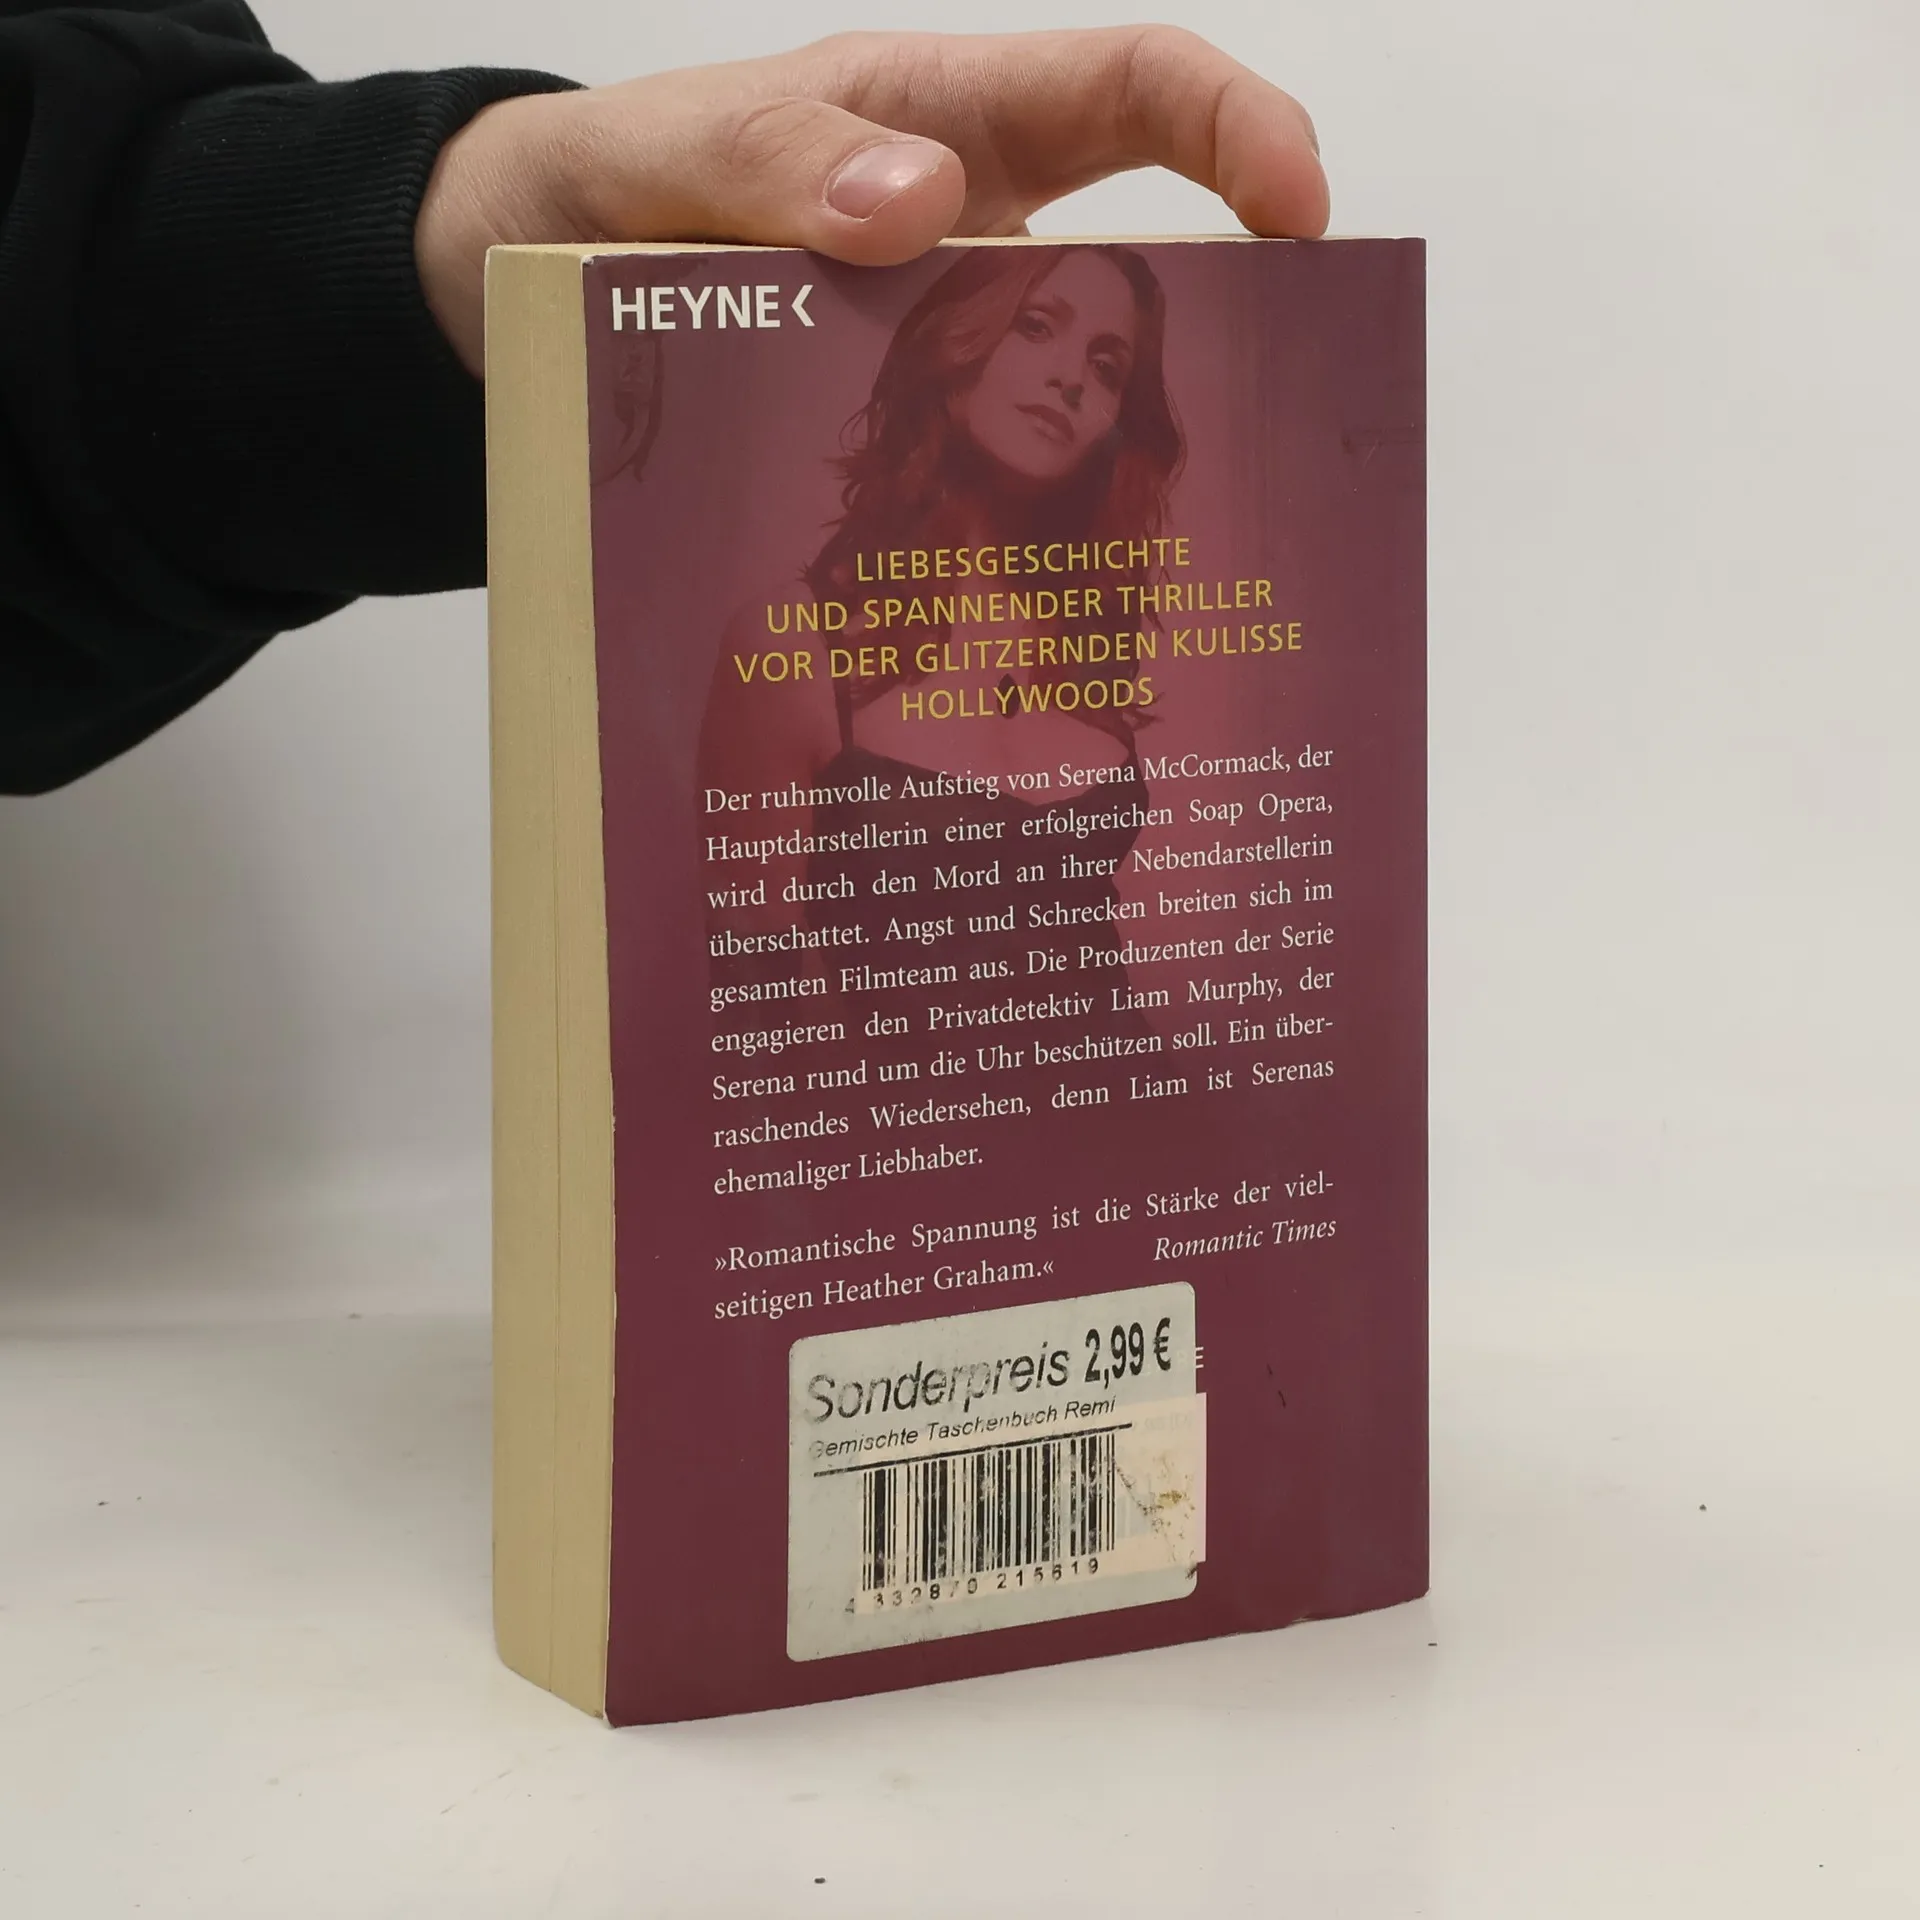 HEYNE<
LIEBESGESCHICHTE
UND SPANNENDER THRILLER
VOR DER GLITZERNDEN KULISSE
HOLLYWOODS
Der ruhmvolle Aufstieg von Serena McCormack, der
Hauptdarstellerin einer erfolgreichen Soap Opera,
wird durch den Mord an ihrer Nebendarstellerin
überschattet. Angst und Schrecken breiten sich im
gesamten Filmteam aus. Die Produzenten der Serie
engagieren den Privatdetektiv Liam Murphy, der
Serena rund um die Uhr beschützen soll. Ein über-
raschendes Wiedersehen, denn Liam ist Serenas
ehemaliger Liebhaber.
»Romantische Spannung ist die Stärke der viel-
seitigen Heather Graham.« Romantic Times
Sonderpreis 2,99 €
Gemischte Taschenbuch Remi
4 332870 215619